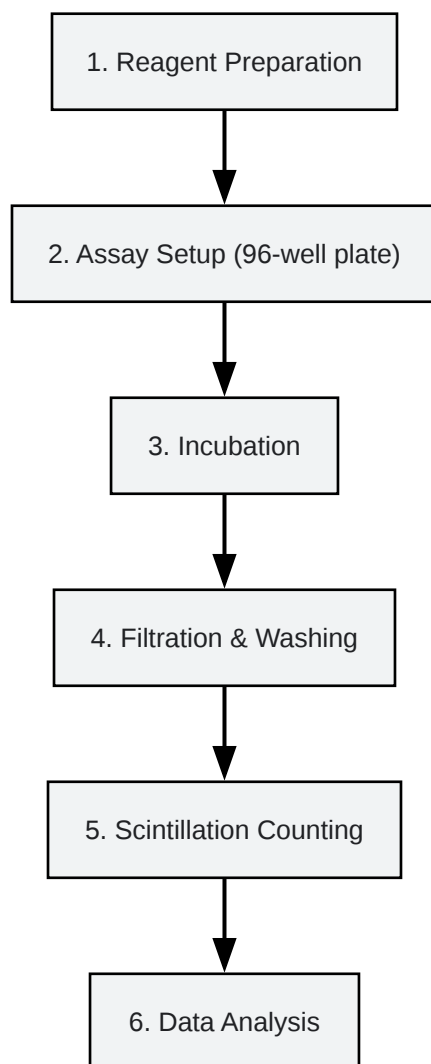 1. Reagent Preparation
2. Assay Setup (96-well plate)
3. Incubation
4. Filtration & Washing
5. Scintillation Counting
6. Data Analysis